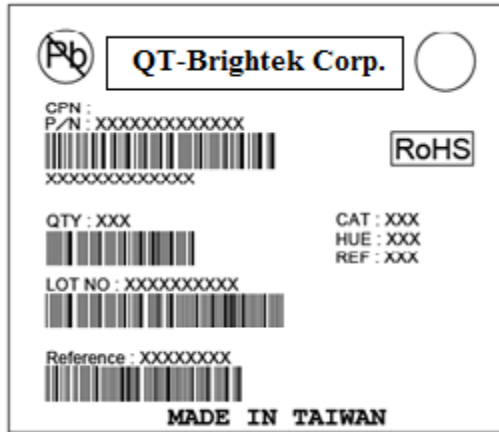 Pb
QT-Brightek Corp.
CPN :
P/N : XXXXXXXXXXXXX
RoHS
XXXXXXXXXXXXX
QTY : XXX
CAT : XXX
HUE : XXX
REF : XXX
LOT NO : XXXXXXXXXX
Reference : XXXXXXXX
MADE IN TAIWAN